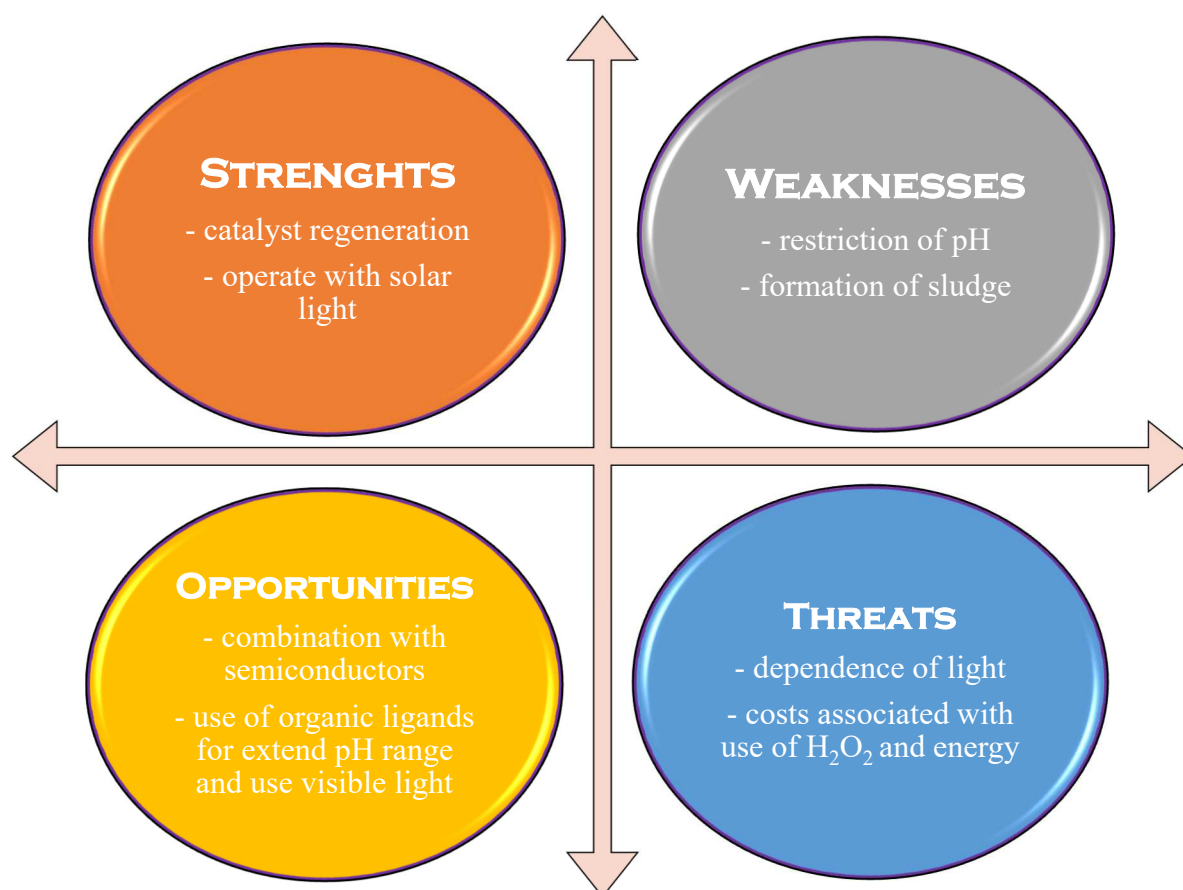 STRENGHTS
- catalyst regeneration
- operate with solar
light
WEAKNESSES
- restriction of pH
- formation of sludge
OPPORTUNITIES
- combination with
semiconductors
- use of organic ligands
for extend pH range
and use visible light
THREATS
- dependence of light
- costs associated with
use of H₂O₂ and energy